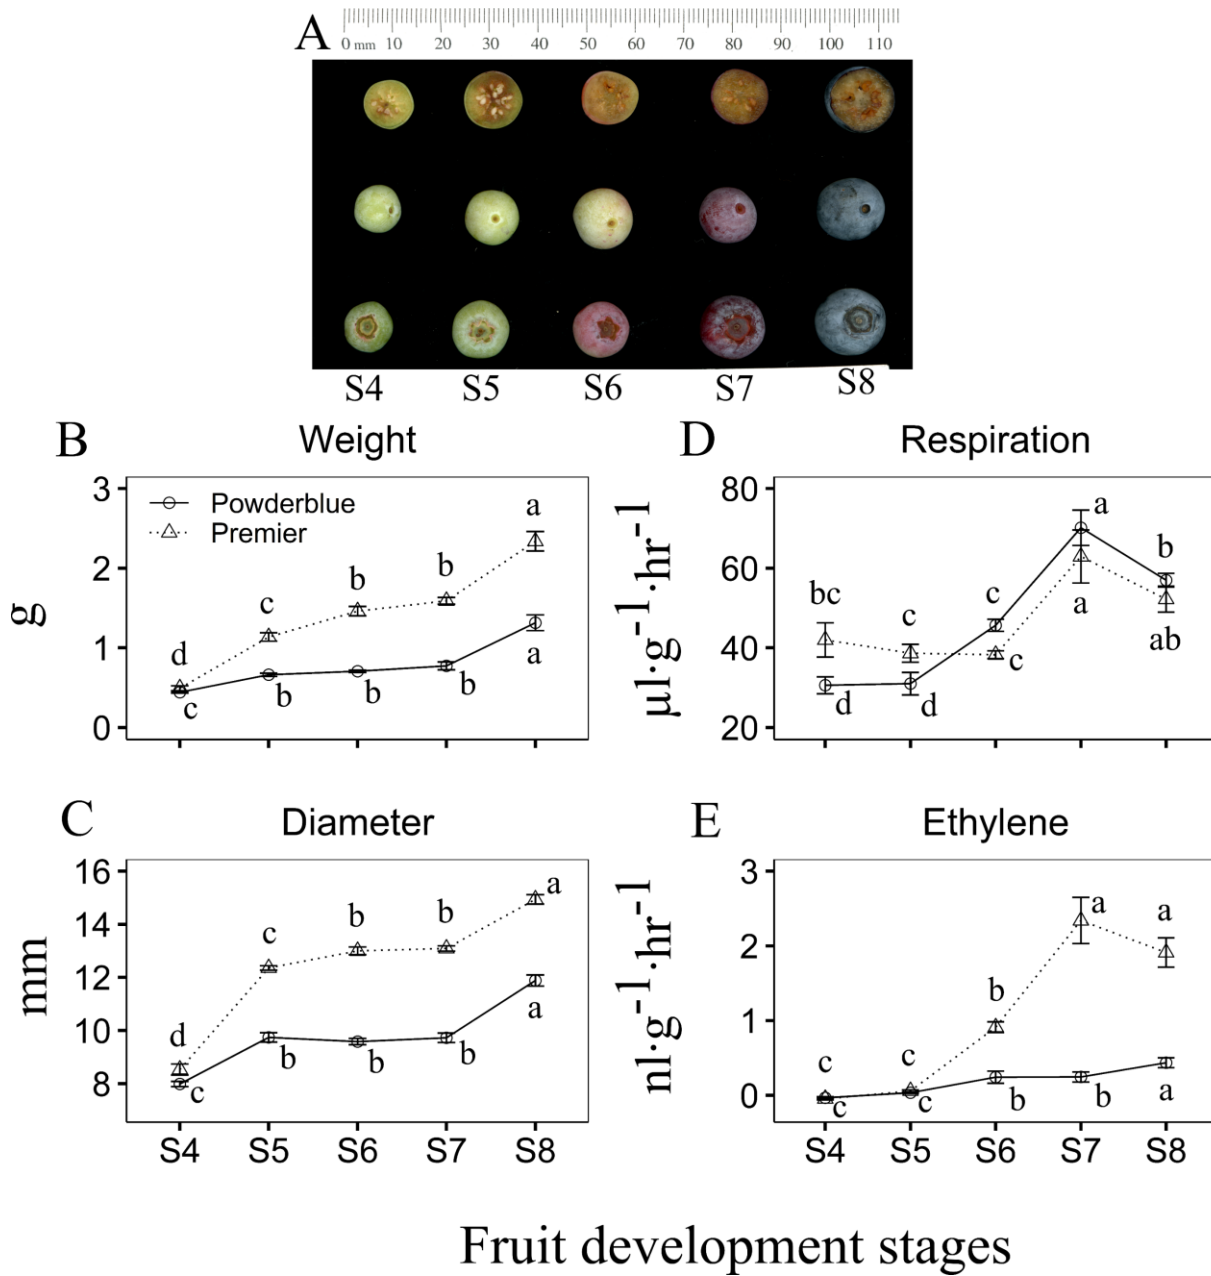 A
0 mm 10 20 30 40 50 60 70 80 90 100 110
S4 S5 S6 S7 S8
B Weight
g
3
2
1
0
Powderblue
Premier
d c b b a
c b b b a
D Respiration
µl·g⁻¹·hr⁻¹
80
60
40
20
bc c c a b
d d c a ab
C Diameter
mm
16
14
12
10
8
d c b b a
c b b b a
S4 S5 S6 S7 S8
E Ethylene
nl·g⁻¹·hr⁻¹
3
2
1
0
c c b a a
c c b b a
S4 S5 S6 S7 S8
Fruit development stages